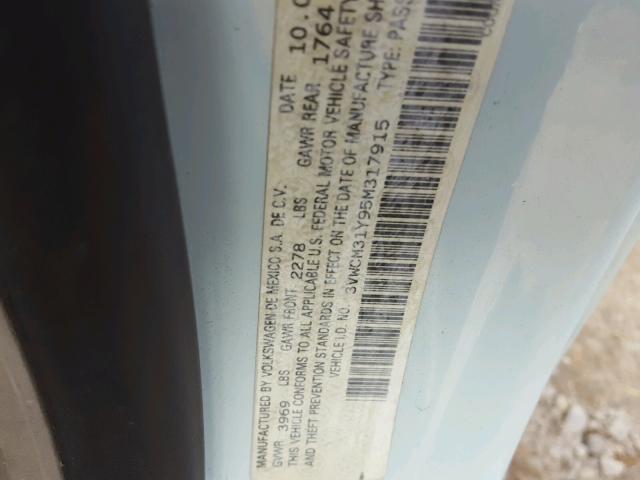 MANUFACTURED BY VOLKSWAGEN DE MEXICO S.A. DE C.V. DATE 10.
GVWR 3969 LBS GAWR FRONT 2278 LBS GAWR REAR 1764
THIS VEHICLE CONFORMS TO ALL APPLICABLE U.S. FEDERAL MOTOR VEHICLE SAFETY
AND THEFT PREVENTION STANDARDS IN EFFECT ON THE DATE OF MANUFACTURE SH
VEHICLE I.D. NO. 3VWCM31Y95M317915 TYPE: PASS